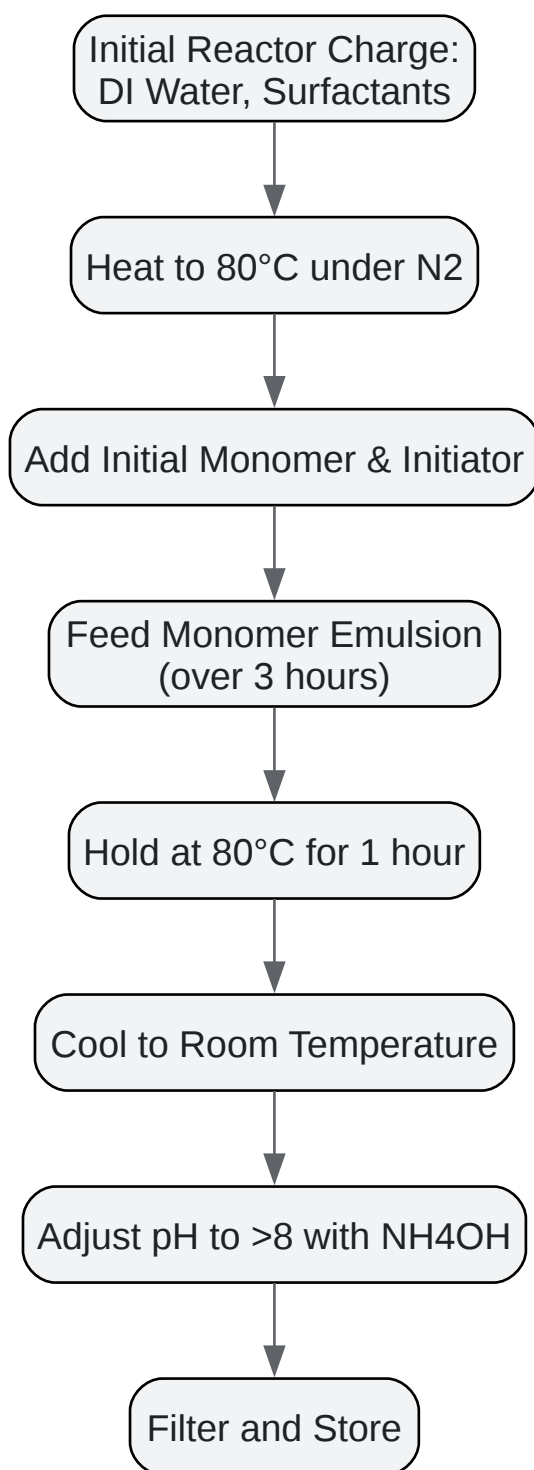 Initial Reactor Charge:
DI Water, Surfactants
Heat to 80°C under N2
Add Initial Monomer & Initiator
Feed Monomer Emulsion
(over 3 hours)
Hold at 80°C for 1 hour
Cool to Room Temperature
Adjust pH to >8 with NH4OH
Filter and Store